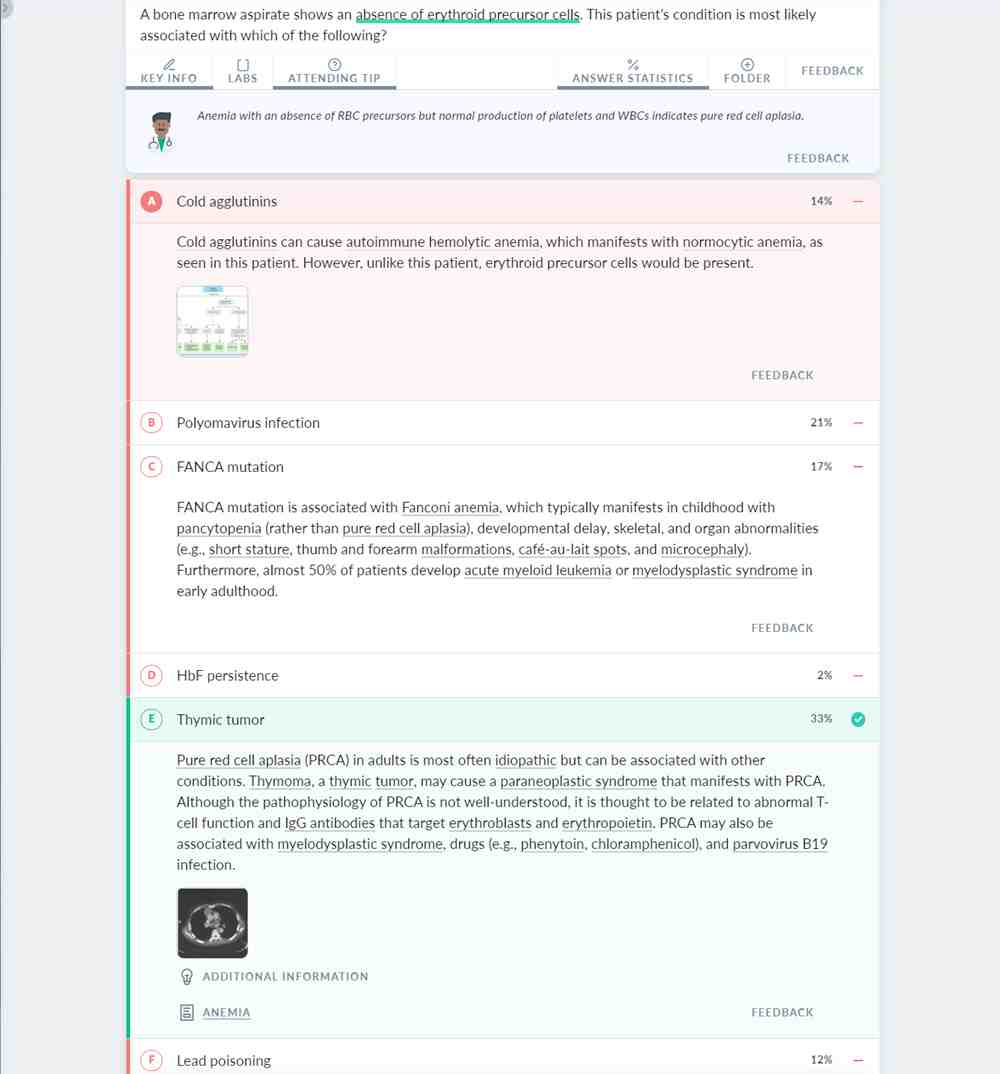 A bone marrow aspirate shows an absence of erythroid precursor cells. This patient's condition is most likely
associated with which of the following?
KEY INFO
LABS
ATTENDING TIP
ANSWER STATISTICS
FOLDER
FEEDBACK
Anemia with an absence of RBC precursors but normal production of platelets and WBCs indicates pure red cell aplasia.
FEEDBACK
A Cold agglutinins 14%
Cold agglutinins can cause autoimmune hemolytic anemia, which manifests with normocytic anemia, as
seen in this patient. However, unlike this patient, erythroid precursor cells would be present.
FEEDBACK
B Polyomavirus infection 21%
C FANCA mutation 17%
FANCA mutation is associated with Fanconi anemia, which typically manifests in childhood with
pancytopenia (rather than pure red cell aplasia), developmental delay, skeletal, and organ abnormalities
(e.g., short stature, thumb and forearm malformations, café-au-lait spots, and microcephaly).
Furthermore, almost 50% of patients develop acute myeloid leukemia or myelodysplastic syndrome in
early adulthood.
FEEDBACK
D HbF persistence 2%
E Thymic tumor 33%
Pure red cell aplasia (PRCA) in adults is most often idiopathic but can be associated with other
conditions. Thymoma, a thymic tumor, may cause a paraneoplastic syndrome that manifests with PRCA.
Although the pathophysiology of PRCA is not well-understood, it is thought to be related to abnormal T-
cell function and IgG antibodies that target erythroblasts and erythropoietin. PRCA may also be
associated with myelodysplastic syndrome, drugs (e.g., phenytoin, chloramphenicol), and parvovirus B19
infection.
ADDITIONAL INFORMATION
ANEMIA
FEEDBACK
F Lead poisoning 12%